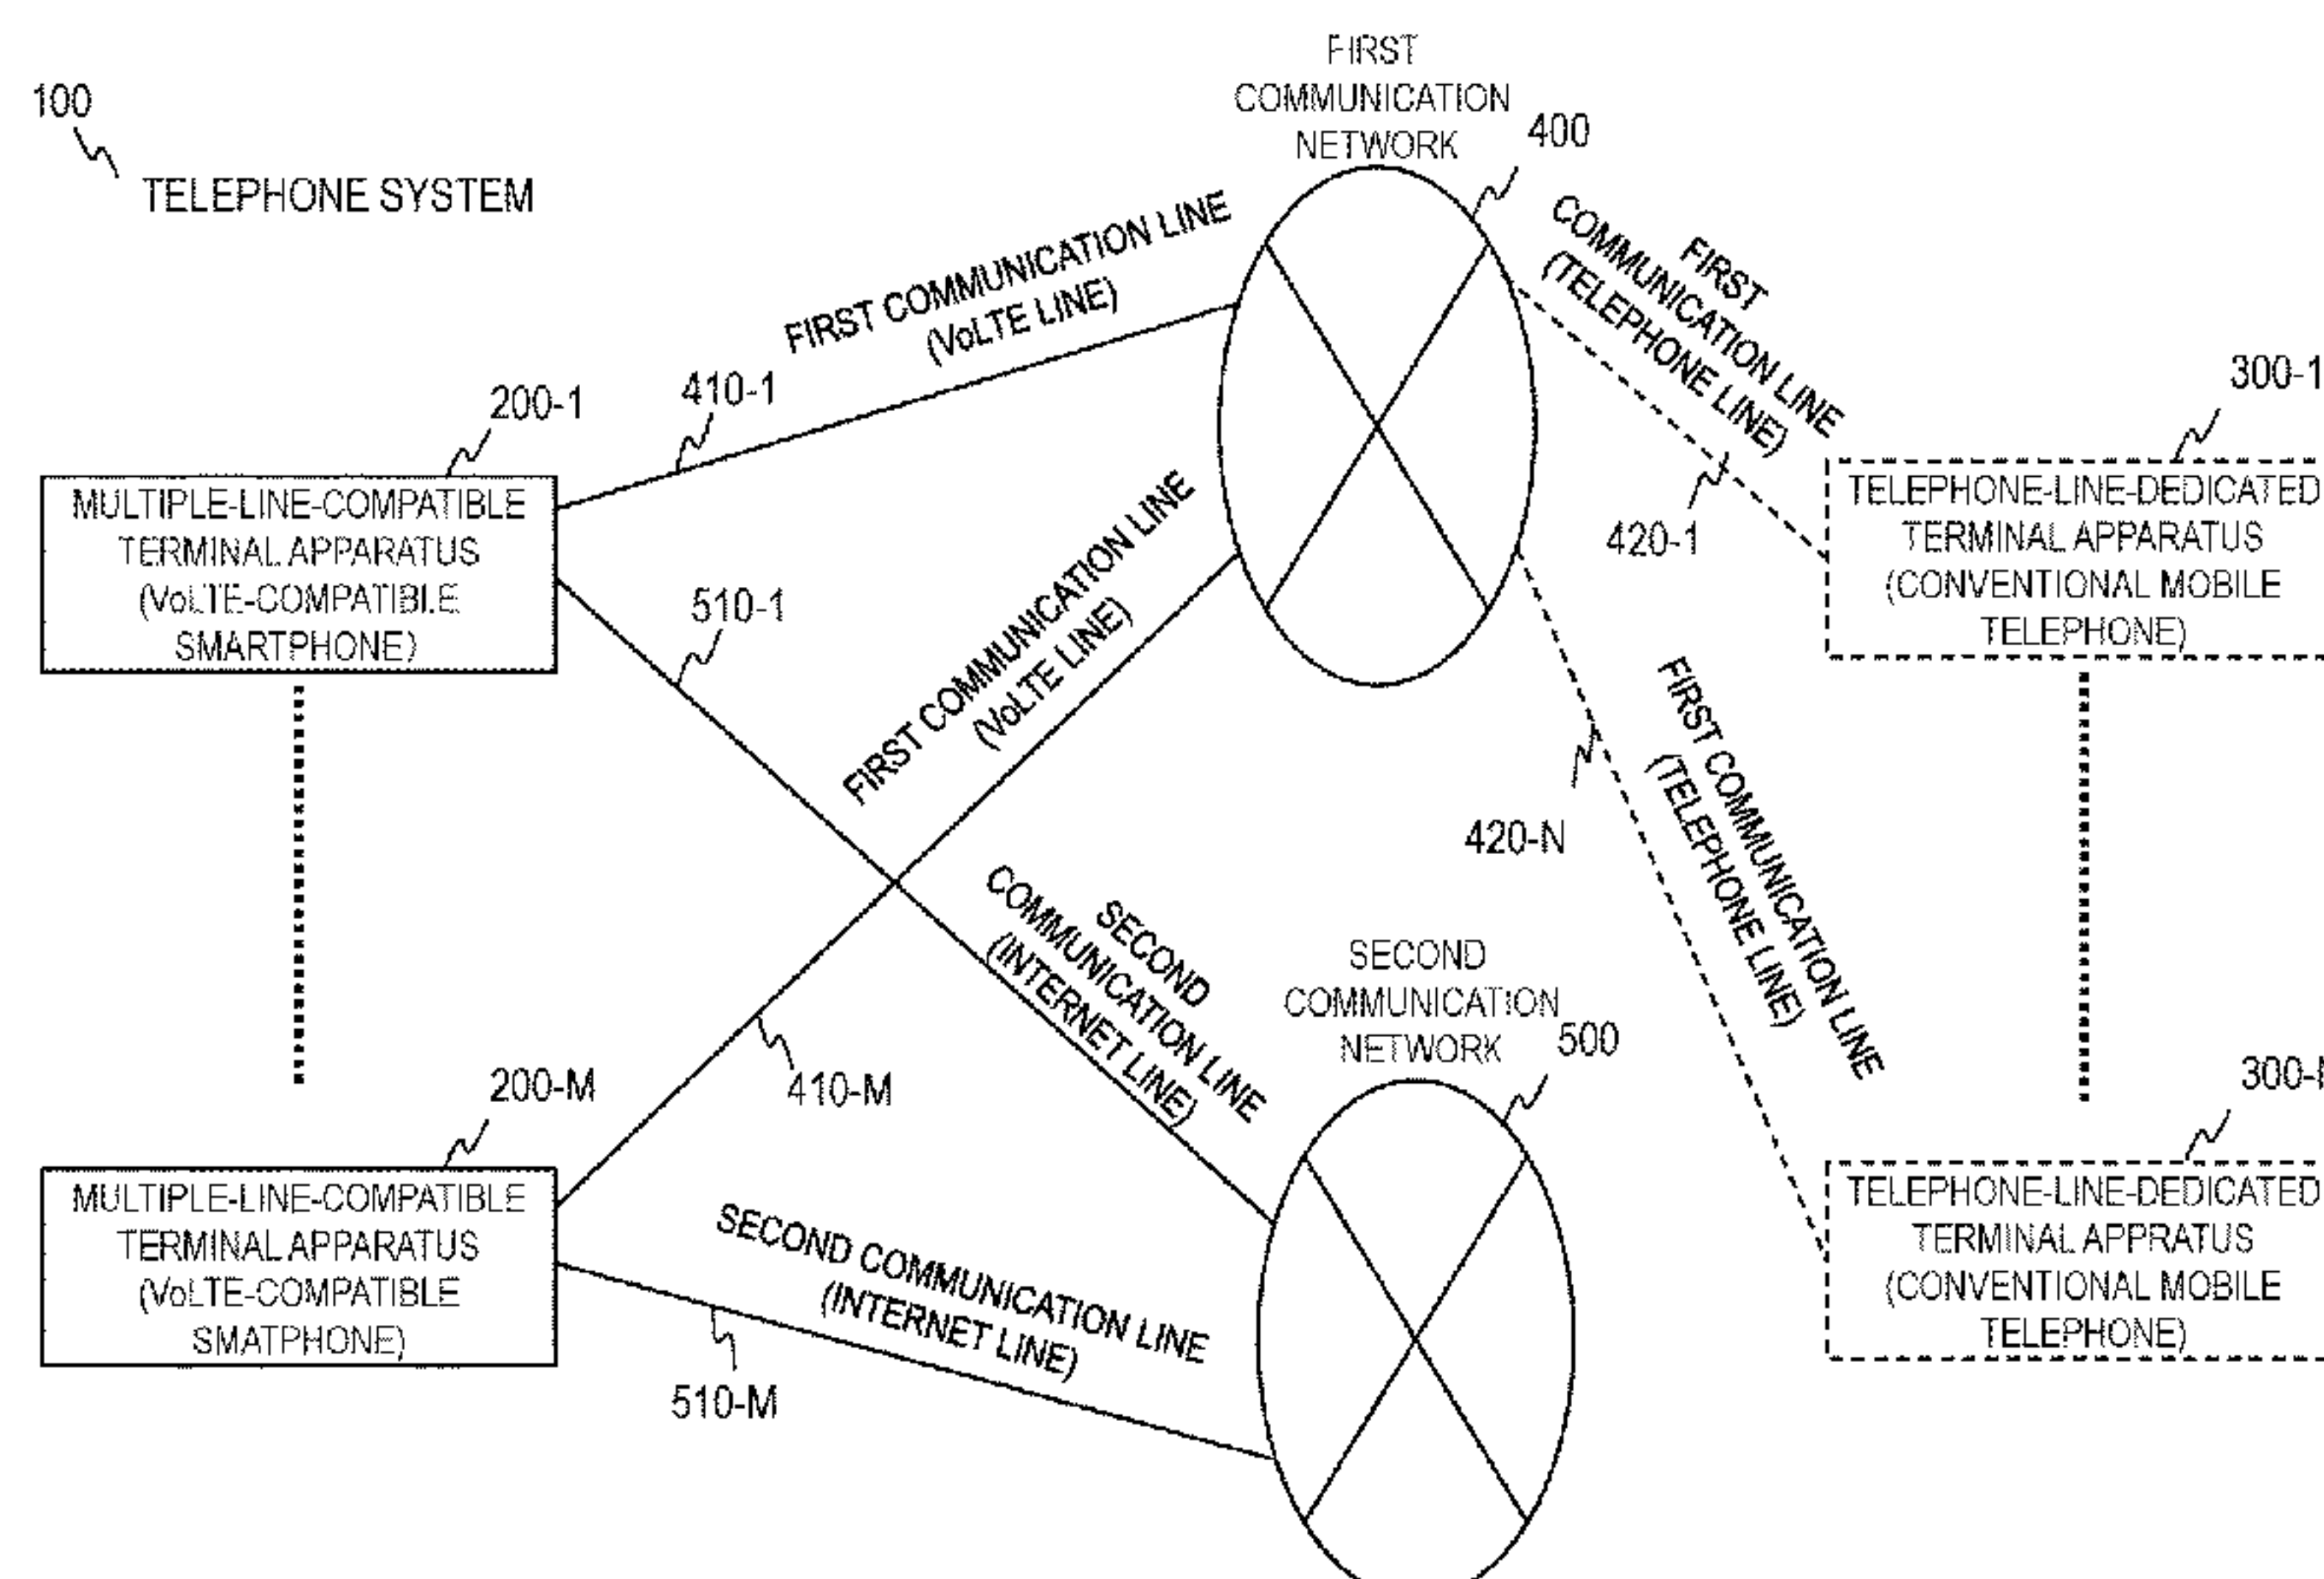 100
TELEPHONE SYSTEM
FIRST
COMMUNICATION
NETWORK
400
FIRST COMMUNICATION LINE
(VoLTE LINE)
FIRST
COMMUNICATION LINE
(TELEPHONE LINE)
200-1
410-1
300-1
MULTIPLE-LINE-COMPATIBLE
TERMINAL APPARATUS
(VoLTE-COMPATIBLE
SMARTPHONE)
510-1
FIRST COMMUNICATION LINE
(VoLTE LINE)
420-1
TELEPHONE-LINE-DEDICATED
TERMINAL APPARATUS
(CONVENTIONAL MOBILE
TELEPHONE)
420-N
FIRST COMMUNICATION LINE
(TELEPHONE LINE)
SECOND
COMMUNICATION LINE
(INTERNET LINE)
SECOND
COMMUNICATION
NETWORK
500
200-M
410-M
300-
MULTIPLE-LINE-COMPATIBLE
TERMINAL APPARATUS
(VoLTE-COMPATIBLE
SMATPHONE)
SECOND COMMUNICATION LINE
(INTERNET LINE)
510-M
TELEPHONE-LINE-DEDICATED
TERMINAL APPRATUS
(CONVENTIONAL MOBILE
TELEPHONE)